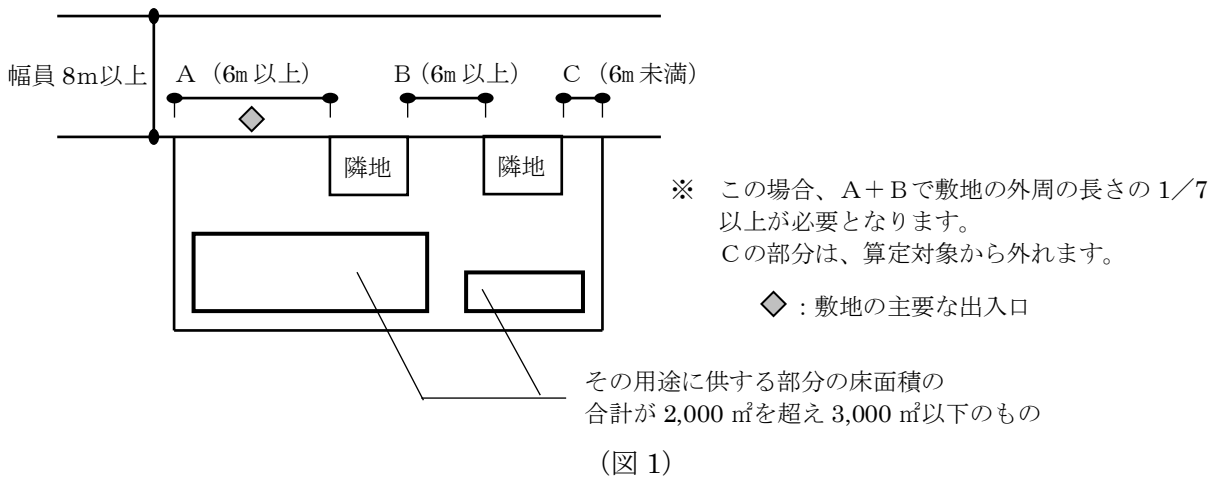 幅員 8m以上
A （6m 以上）
B（6m 以上）
C （6m 未満）
隣地
隣地
※　この場合、A＋Bで敷地の外周の長さの 1／7
以上が必要となります。
Cの部分は、算定対象から外れます。
◇：敷地の主要な出入口
その用途に供する部分の床面積の
合計が 2,000 ㎡を超え 3,000 ㎡以下のもの
（図 1）